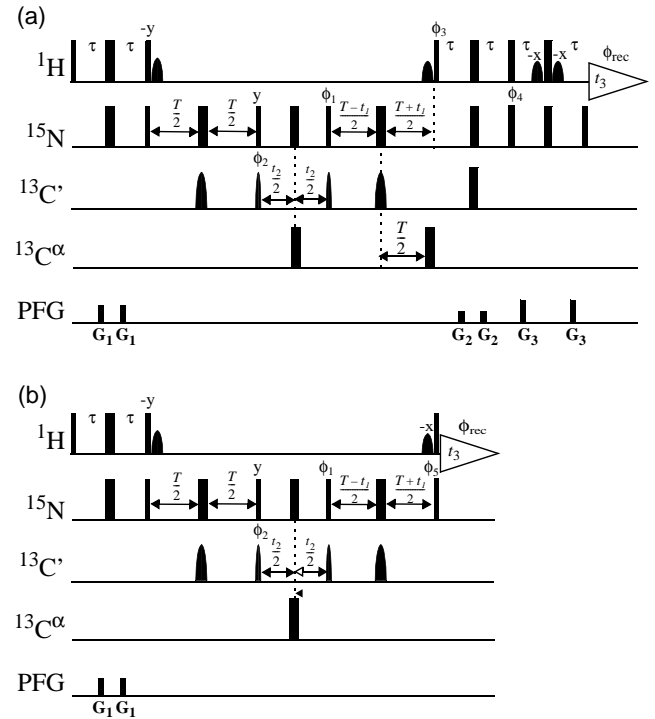 (a)
-y ϕ3 ϕrec
1H τ τ τ τ τ -x -x τ t3
15N T/2 T/2 y ϕ1 T−t1/2 T+t1/2 ϕ4
13C' ϕ2 t2/2 t2/2
13Cα T/2
PFG
G1 G1 G2 G2 G3 G3
(b)
-y
1H τ τ -x t3 ϕrec
15N T/2 T/2 y ϕ1 T−t1/2 T+t1/2 ϕ5
13C' ϕ2 t2/2 t2/2
13Cα
PFG
G1 G1